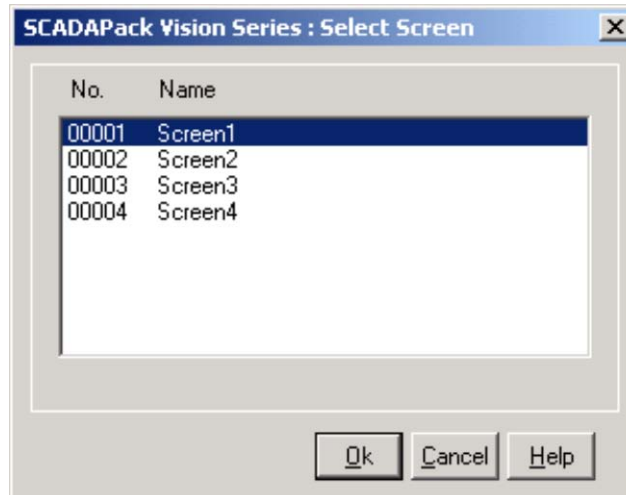 SCADAPack Vision Series : Select Screen
No. Name
00001 Screen1
00002 Screen2
00003 Screen3
00004 Screen4
Ok Cancel Help